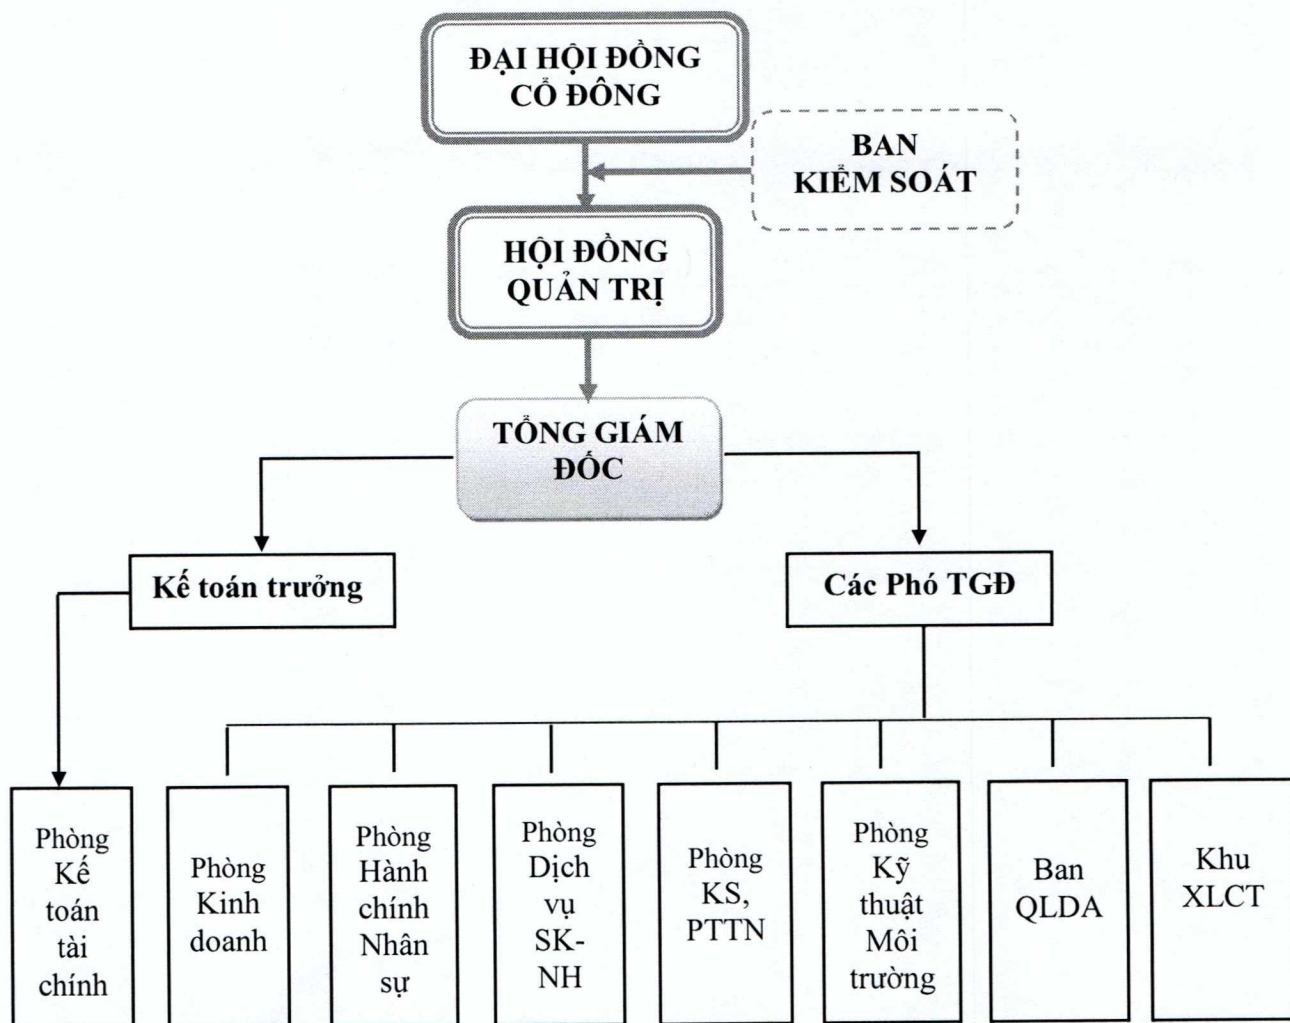 ĐẠI HỘI ĐỒNG
CỔ ĐÔNG
BAN
KIỂM SOÁT
HỘI ĐỒNG
QUẢN TRỊ
TỔNG GIÁM
ĐỐC
Kế toán trưởng
Các Phó TGĐ
Phòng
Kế
toán
tài
chính
Phòng
Kinh
doanh
Phòng
Hành
chính
Nhân
sự
Phòng
Dịch
vụ
SK-
NH
Phòng
KS,
PTTN
Phòng
Kỹ
thuật
Môi
trường
Ban
QLDA
Khu
XLCT